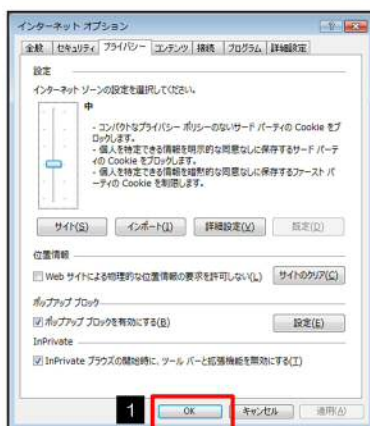 インターネット オプション
全般 セキュリティ プライバシー コンテンツ 接続 プログラム 詳細設定
設定
インターネット ゾーンの設定を選択してください。
中
- コンパクトなプライバシー ポリシーのないサード パーティの Cookie をブ
ロックします。
- 個人を特定できる情報を明示的な同意なしに保存するサード パーテ
ィの Cookie をブロックします。
- 個人を特定できる情報を暗黙的な同意なしに保存するファースト パ
ーティの Cookie を制限します。
サイト(S) インポート(I) 詳細設定(V) 既定(D)
位置情報
Web サイトによる物理的な位置情報の要求を許可しない(L) サイトのクリア(C)
ポップアップ ブロック
ポップアップ ブロックを有効にする(B) 設定(E)
InPrivate
InPrivate ブラウズの開始時に、ツール バーと拡張機能を無効にする(T)
1 OK キャンセル 適用(A)